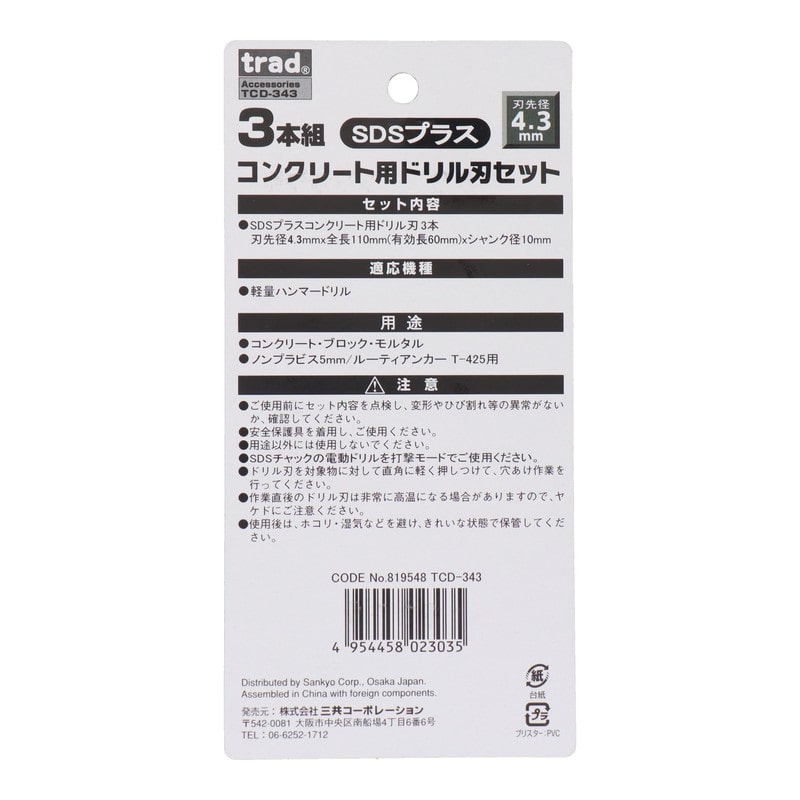 trad®
Accessories
TCD-343
刃先径
4.3
mm
3本組 SDSプラス
コンクリート用ドリル刃セット
セット内容
●SDSプラスコンクリート用ドリル刃3本
刃先径4.3mmx全長110mm(有効長60mm)xシャンク径10mm
適応機種
●軽量ハンマードリル
用途
●コンクリート・ブロック・モルタル
●ノンプラビス5mm/ルーティアンカー T-425用
注意
●ご使用前にセット内容を点検し、変形やひび割れ等の異常がない
か、確認してください。
●安全保護具を着用し、ご使用ください。
●用途以外には使用しないでください。
●SDSチャックの電動ドリルを打撃モードでご使用ください。
●ドリル刃を対象物に対して直角に軽く押しつけて、穴あけ作業を
行ってください。
●作業直後のドリル刃は非常に高温になる場合がありますので、ヤ
ケドにご注意ください。
●使用後は、ホコリ・湿気などを避け、きれいな状態で保管してくだ
さい。
CODE No.819548 TCD-343
4 954458 023035
Distributed by Sankyo Corp., Osaka Japan.
Assembled in China with foreign components.
発売元: 株式会社 三共コーポレーション
〒542-0081 大阪市中央区南船場4丁目6番6号
TEL: 06-6252-1712
紙
台紙
プラ
ブリスター:PVC